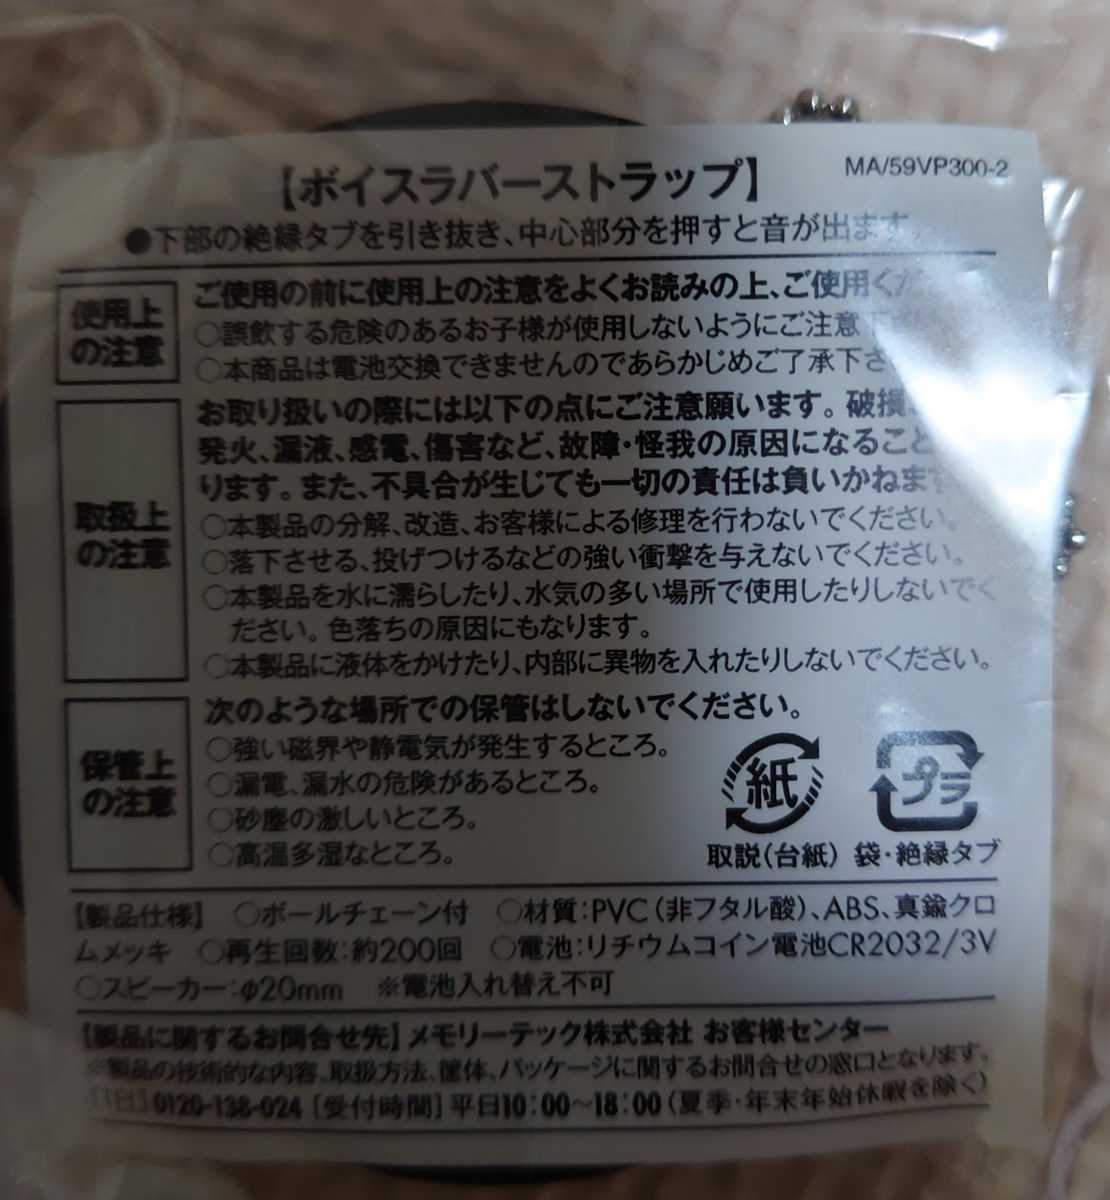 【ボイスラバーストラップ】 MA/59VP300-2
●下部の絶縁タブを引き抜き、中心部分を押すと音が出ます。
使用上
の注意
ご使用の前に使用上の注意をよくお読みの上、ご使用くだ
○誤飲する危険のあるお子様が使用しないようにご注意下さ
○本商品は電池交換できませんのであらかじめご了承下さ
取扱上
の注意
お取り扱いの際には以下の点にご注意願います。破損、
発火、漏液、感電、傷害など、故障・怪我の原因になること
ります。また、不具合が生じても一切の責任は負いかねます
○本製品の分解、改造、お客様による修理を行わないでください。
○落下させる、投げつけるなどの強い衝撃を与えないでください。
○本製品を水に濡らしたり、水気の多い場所で使用したりしないでく
ださい。色落ちの原因にもなります。
○本製品に液体をかけたり、内部に異物を入れたりしないでください。
保管上
の注意
次のような場所での保管はしないでください。
○強い磁界や静電気が発生するところ。
○漏電、漏水の危険があるところ。
○砂塵の激しいところ。
○高温多湿なところ。
紙 プラ
取説(台紙) 袋・絶縁タブ
【製品仕様】 ○ボールチェーン付 ○材質:PVC(非フタル酸)、ABS、真鍮クロ
ムメッキ ○再生回数:約200回 ○電池:リチウムコイン電池CR2032/3V
○スピーカー:φ20mm ※電池入れ替え不可
【製品に関するお問合せ先】メモリーテック株式会社 お客様センター
※製品の技術的な内容、取扱方法、筐体、パッケージに関するお問合せの窓口となります。
[TEL] 0120-138-024 [受付時間] 平日10:00〜18:00 (夏季・年末年始休暇を除く)